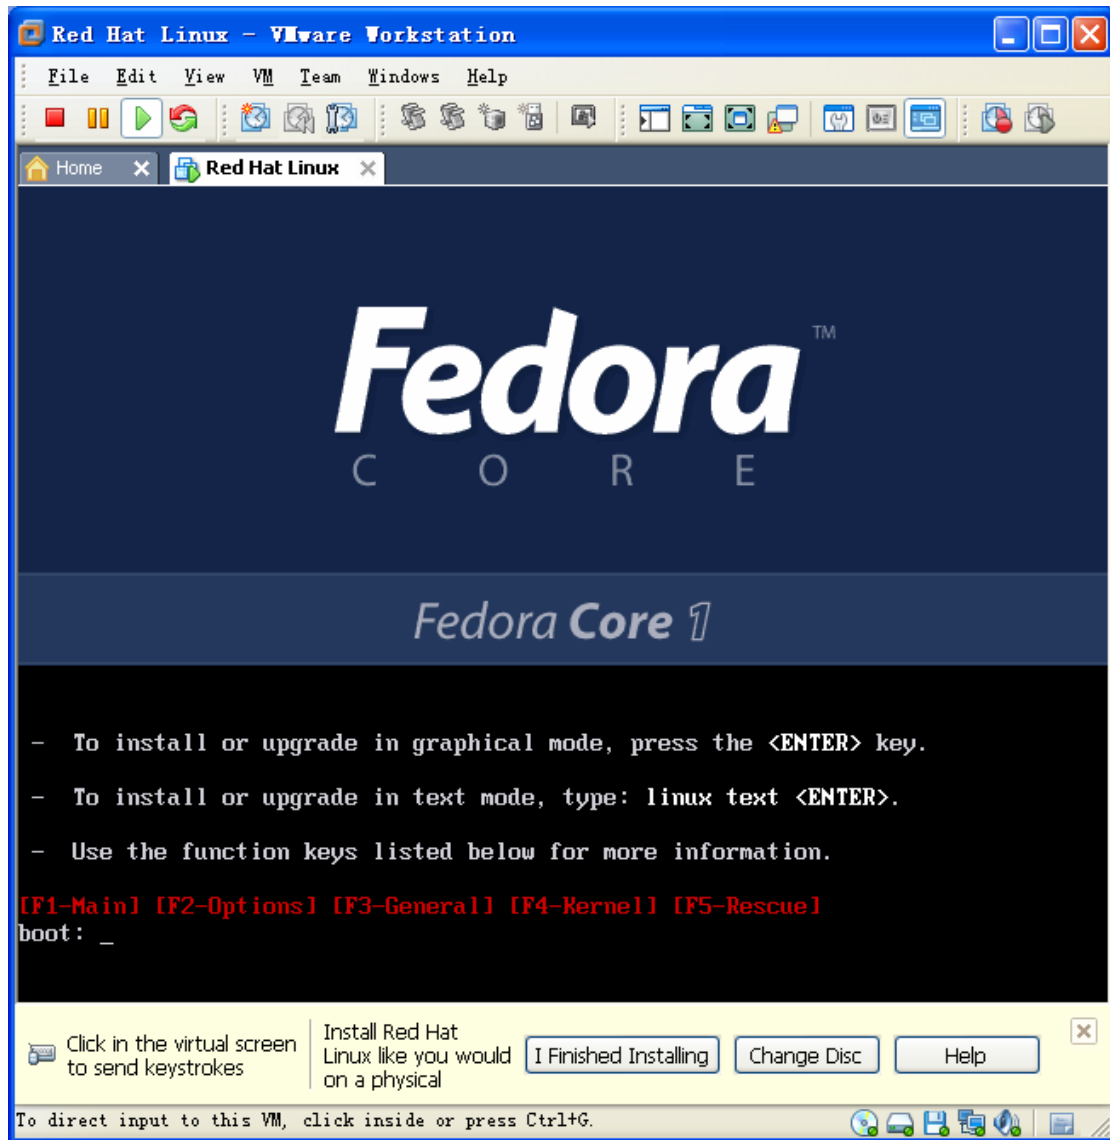 Red Hat Linux - VMware Workstation
File Edit View VM Team Windows Help
Home Red Hat Linux
Fedora™
CORE
Fedora Core 1
- To install or upgrade in graphical mode, press the <ENTER> key.
- To install or upgrade in text mode, type: linux text <ENTER>.
- Use the function keys listed below for more information.
[F1-Main] [F2-Options] [F3-General] [F4-Kernel] [F5-Rescue]
boot: _
Click in the virtual screen
to send keystrokes
Install Red Hat
Linux like you would
on a physical
I Finished Installing Change Disc Help
To direct input to this VM, click inside or press Ctrl+G.